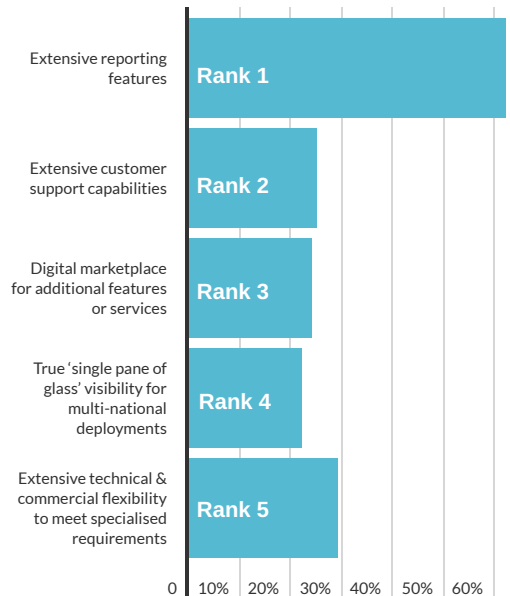 Extensive reporting
features
Rank 1
Extensive customer
support capabilities
Rank 2
Digital marketplace
for additional features
or services
Rank 3
True ‘single pane of
glass’ visibility for
multi-national
deployments
Rank 4
Extensive technical &
commercial flexibility
to meet specialised
requirements
Rank 5
0 10% 20% 30% 40% 50% 60%